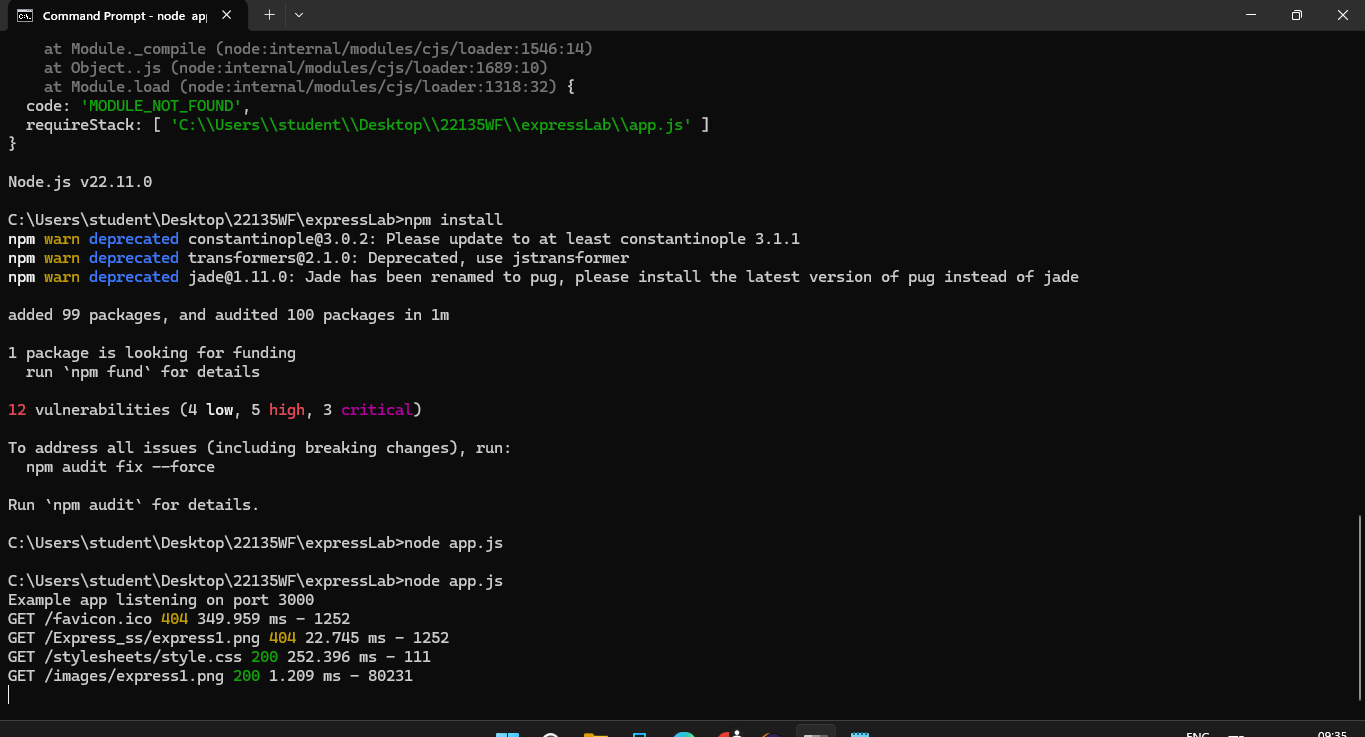 Command Prompt - node app
at Module._compile (node:internal/modules/cjs/loader:1546:14)
at Object..js (node:internal/modules/cjs/loader:1689:10)
at Module.load (node:internal/modules/cjs/loader:1318:32) {
code: 'MODULE_NOT_FOUND',
requireStack: [ 'C:\\Users\\student\\Desktop\\22135WF\\expressLab\\app.js' ]
}
Node.js v22.11.0
C:\Users\student\Desktop\22135WF\expressLab>npm install
npm warn deprecated constantinople@3.0.2: Please update to at least constantinople 3.1.1
npm warn deprecated transformers@2.1.0: Deprecated, use jstransformer
npm warn deprecated jade@1.11.0: Jade has been renamed to pug, please install the latest version of pug instead of jade
added 99 packages, and audited 100 packages in 1m
1 package is looking for funding
run `npm fund` for details
12 vulnerabilities (4 low, 5 high, 3 critical)
To address all issues (including breaking changes), run:
npm audit fix --force
Run `npm audit` for details.
C:\Users\student\Desktop\22135WF\expressLab>node app.js
C:\Users\student\Desktop\22135WF\expressLab>node app.js
Example app listening on port 3000
GET /favicon.ico 404 349.959 ms - 1252
GET /Express_ss/express1.png 404 22.745 ms - 1252
GET /stylesheets/style.css 200 252.396 ms - 111
GET /images/express1.png 200 1.209 ms - 80231
ENG
09:35